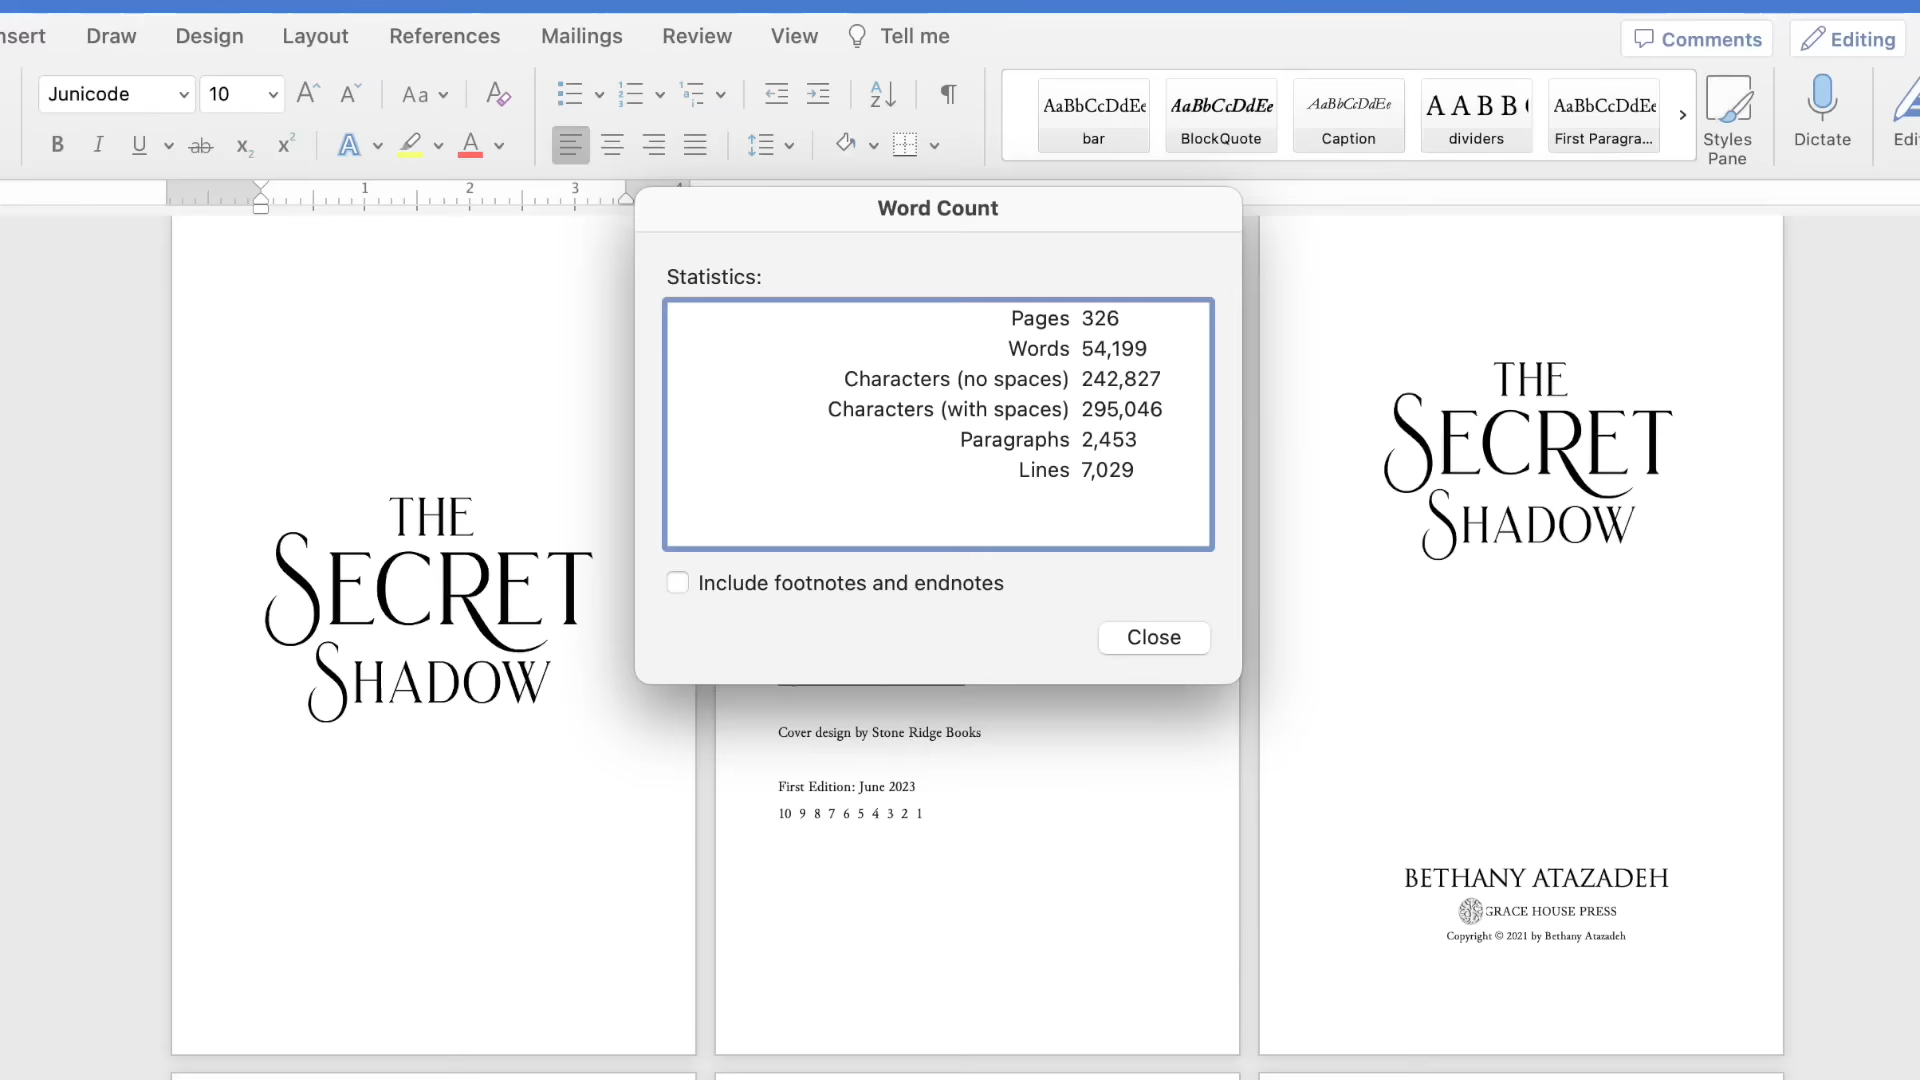 Draw Design Layout References Mailings Review View Tell me Comments Editing
Junicode 10 Aa
AaBbCcDdEe AaBbCcDdEe AaBbCcDdEe AaBbCcDdEe
bar BlockQuote Caption dividers First Paragra... Styles Pane Dictate
1 2 3
Word Count
Statistics:
Pages 326
Words 54,199
Characters (no spaces) 242,827
Characters (with spaces) 295,046
Paragraphs 2,453
Lines 7,029
Include footnotes and endnotes
Close
THE
SECRET
SHADOW
Cover design by Stone Ridge Books
First Edition: June 2023
10 9 8 7 6 5 4 3 2 1
THE
SECRET
SHADOW
BETHANY ATAZADEH
GRACE HOUSE PRESS
Copyright © 2021 by Bethany Atazadeh